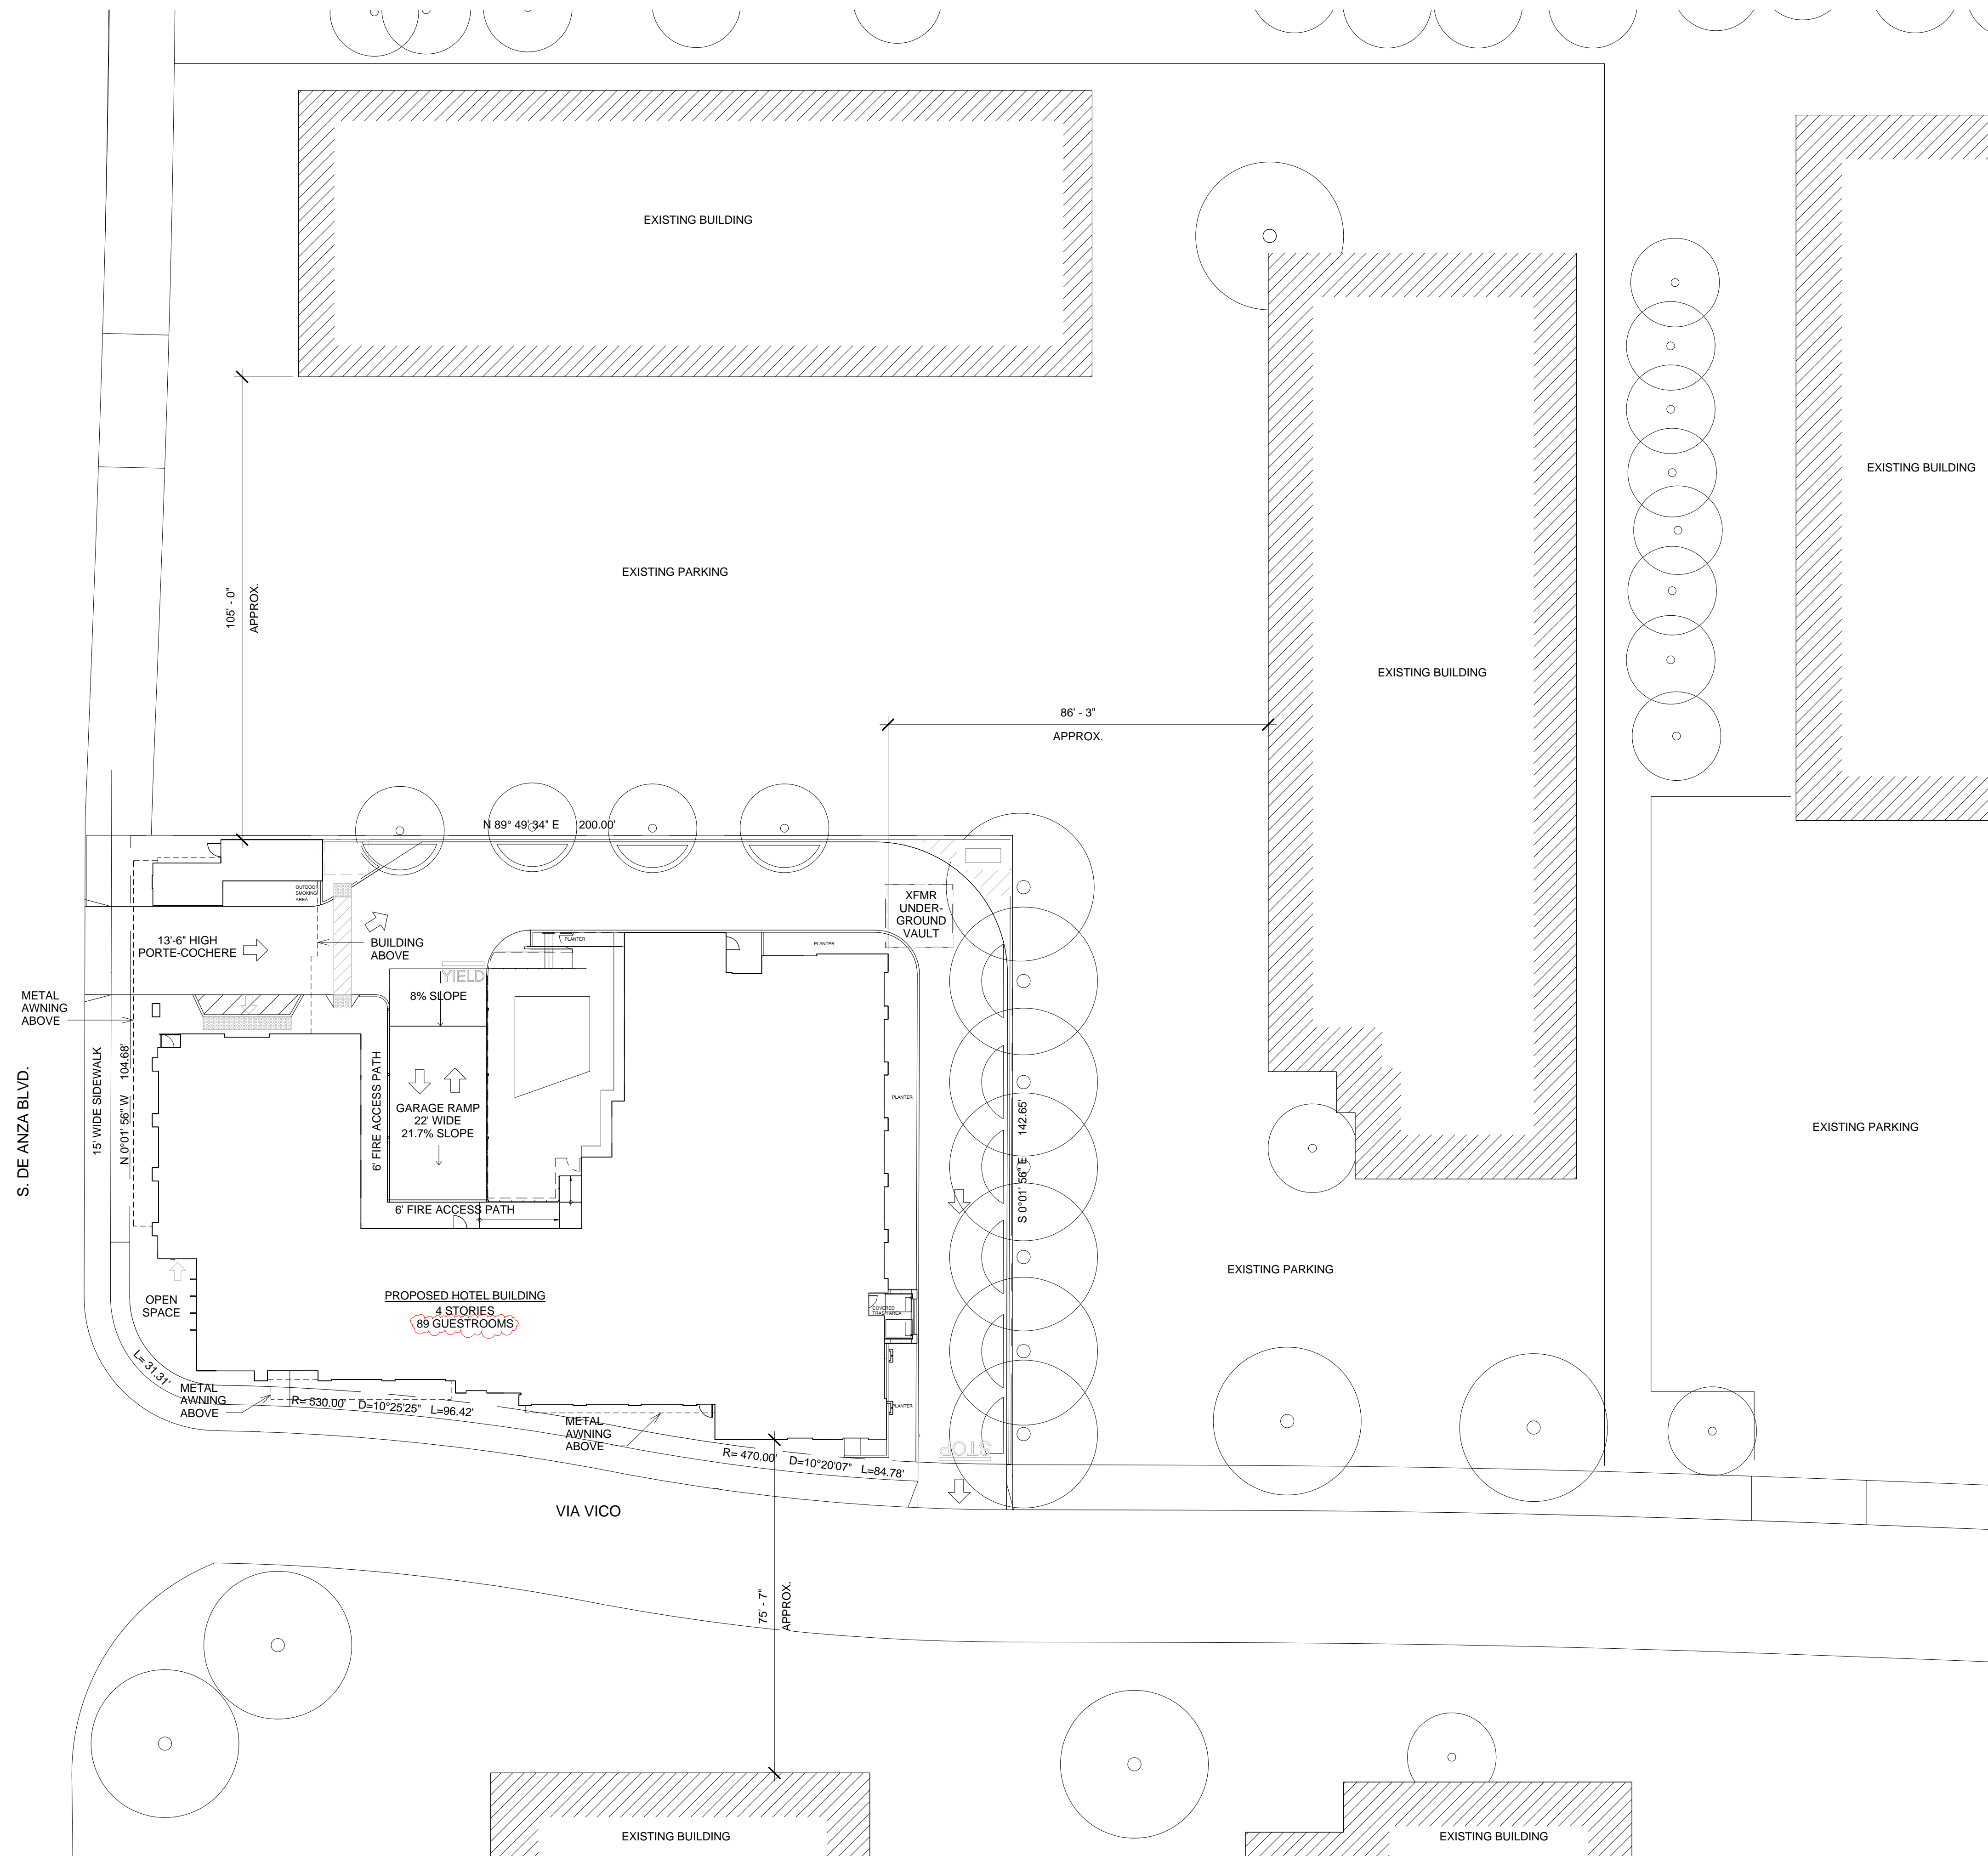 EXISTING BUILDING
EXISTING BUILDING
EXISTING PARKING
105' - 0"
APPROX.
EXISTING BUILDING
86' - 3"
APPROX.
N 89° 49' 34" E 200.00'
OUTDOOR
SMOKING
AREA
XFMR
UNDER-
GROUND
VAULT
13'-6" HIGH
PORTE-COCHERE
BUILDING
ABOVE
PLANTER
PLANTER
YIELD
8% SLOPE
METAL
AWNING
ABOVE
S. DE ANZA BLVD.
15' WIDE SIDEWALK
N 0°01' 56" W 104.68'
6' FIRE ACCESS PATH
GARAGE RAMP
22' WIDE
21.7% SLOPE
PLANTER
S 0°01' 56" E 142.65'
EXISTING PARKING
6' FIRE ACCESS PATH
EXISTING PARKING
OPEN
SPACE
PROPOSED HOTEL BUILDING
4 STORIES
89 GUESTROOMS
COVERED
TRASH AREA
L= 31.31'
METAL
AWNING
ABOVE
R= 530.00' D=10°25'25" L=96.42'
PLANTER
METAL
AWNING
ABOVE
R= 470.00' D=10°20'07" L=84.78'
STOP
VIA VICO
75' - 7"
APPROX.
EXISTING BUILDING
EXISTING BUILDING